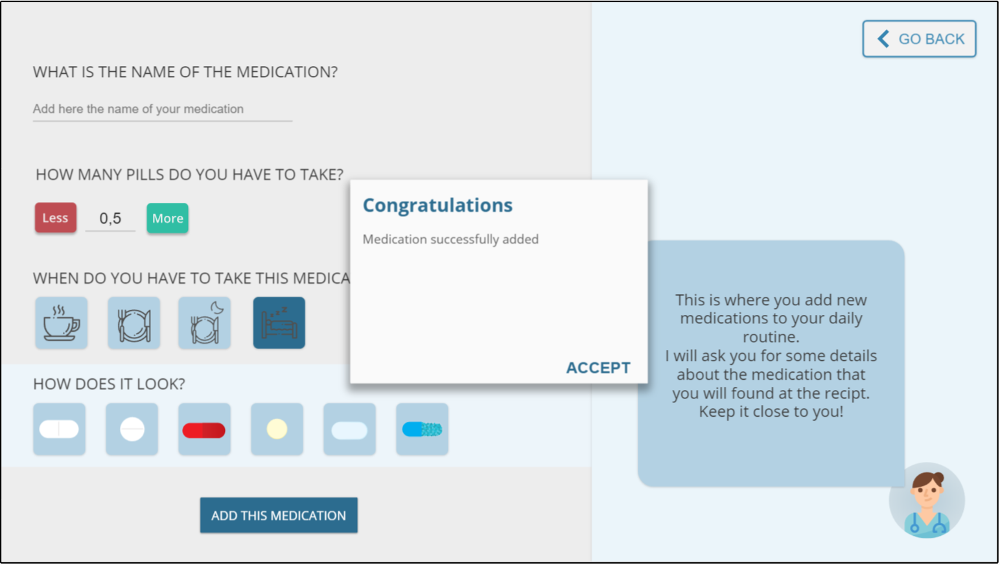 GO BACK
WHAT IS THE NAME OF THE MEDICATION?
Add here the name of your medication
HOW MANY PILLS DO YOU HAVE TO TAKE?
Less
0,5
More
WHEN DO YOU HAVE TO TAKE THIS MEDICA
HOW DOES IT LOOK?
ADD THIS MEDICATION
Congratulations
Medication successfully added
ACCEPT
This is where you add new
medications to your daily
routine.
I will ask you for some details
about the medication that
you will found at the recipt.
Keep it close to you!